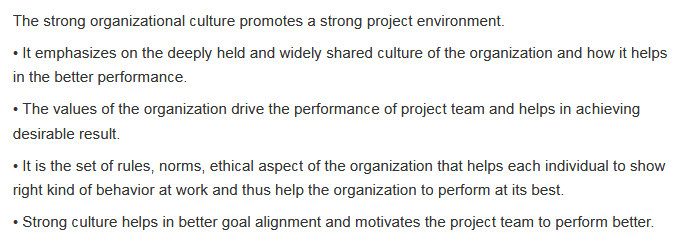 The strong organizational culture promotes a strong project environment.
• It emphasizes on the deeply held and widely shared culture of the organization and how it helps
in the better performance.
• The values of the organization drive the performance of project team and helps in achieving
desirable result.
• It is the set of rules, norms, ethical aspect of the organization that helps each individual to show
right kind of behavior at work and thus help the organization to perform at its best.
• Strong culture helps in better goal alignment and motivates the project team to perform better.